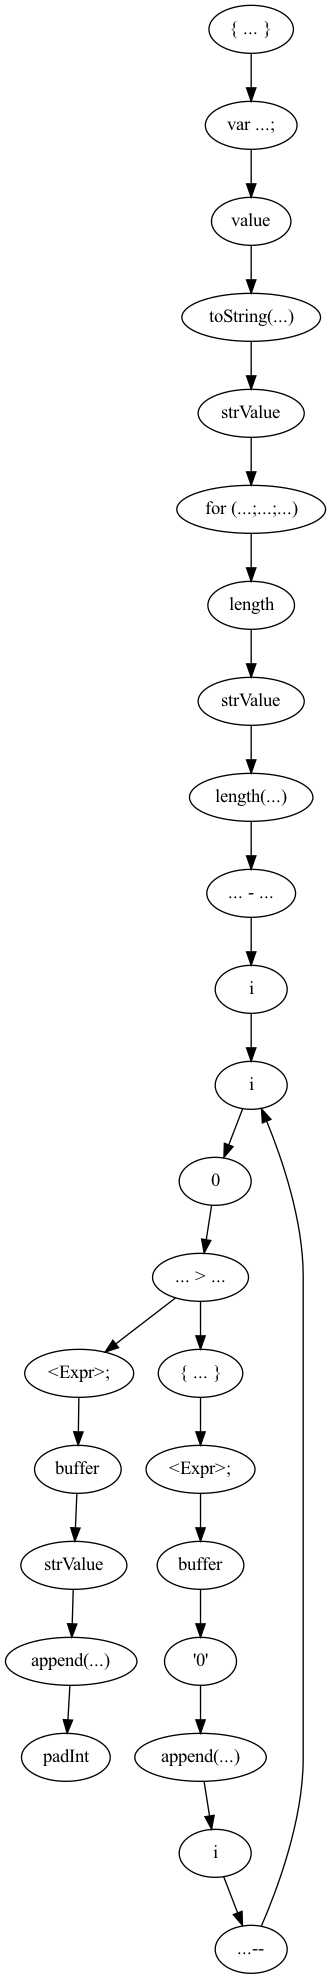 { ... }
var ...;
value
toString(...)
strValue
for (...;...;...)
length
strValue
length(...)
... - ...
i
i
0
... > ...
<Expr>;
{ ... }
buffer
<Expr>;
strValue
buffer
append(...)
'0'
padInt
append(...)
i
...--